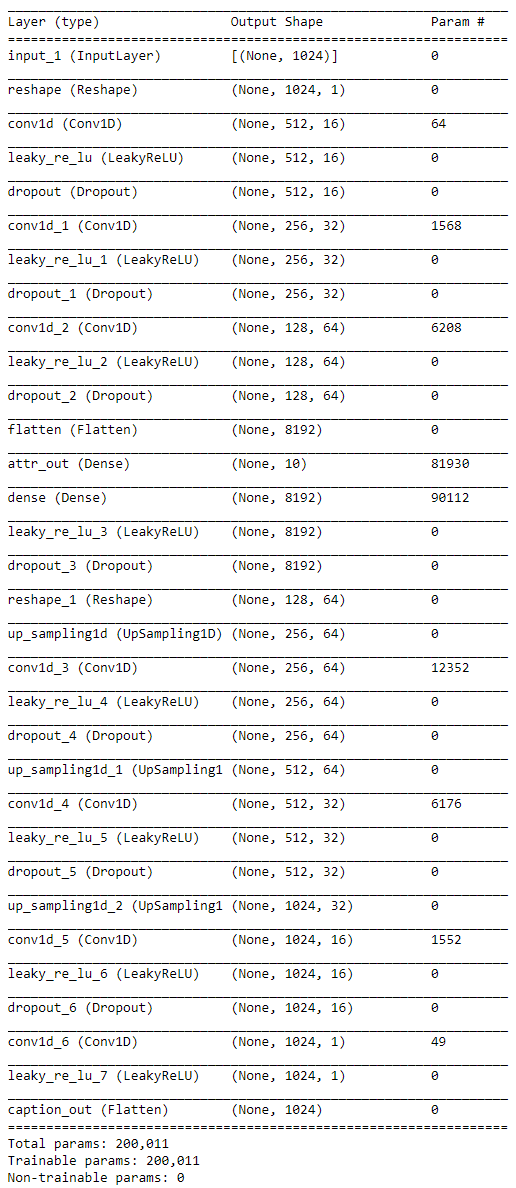 Layer (type) Output Shape Param #
input_1 (InputLayer) [(None, 1024)] 0
reshape (Reshape) (None, 1024, 1) 0
conv1d (Conv1D) (None, 512, 16) 64
leaky_re_lu (LeakyReLU) (None, 512, 16) 0
dropout (Dropout) (None, 512, 16) 0
conv1d_1 (Conv1D) (None, 256, 32) 1568
leaky_re_lu_1 (LeakyReLU) (None, 256, 32) 0
dropout_1 (Dropout) (None, 256, 32) 0
conv1d_2 (Conv1D) (None, 128, 64) 6208
leaky_re_lu_2 (LeakyReLU) (None, 128, 64) 0
dropout_2 (Dropout) (None, 128, 64) 0
flatten (Flatten) (None, 8192) 0
attr_out (Dense) (None, 10) 81930
dense (Dense) (None, 8192) 90112
leaky_re_lu_3 (LeakyReLU) (None, 8192) 0
dropout_3 (Dropout) (None, 8192) 0
reshape_1 (Reshape) (None, 128, 64) 0
up_sampling1d (UpSampling1D) (None, 256, 64) 0
conv1d_3 (Conv1D) (None, 256, 64) 12352
leaky_re_lu_4 (LeakyReLU) (None, 256, 64) 0
dropout_4 (Dropout) (None, 256, 64) 0
up_sampling1d_1 (UpSampling1 (None, 512, 64) 0
conv1d_4 (Conv1D) (None, 512, 32) 6176
leaky_re_lu_5 (LeakyReLU) (None, 512, 32) 0
dropout_5 (Dropout) (None, 512, 32) 0
up_sampling1d_2 (UpSampling1 (None, 1024, 32) 0
conv1d_5 (Conv1D) (None, 1024, 16) 1552
leaky_re_lu_6 (LeakyReLU) (None, 1024, 16) 0
dropout_6 (Dropout) (None, 1024, 16) 0
conv1d_6 (Conv1D) (None, 1024, 1) 49
leaky_re_lu_7 (LeakyReLU) (None, 1024, 1) 0
caption_out (Flatten) (None, 1024) 0
Total params: 200,011
Trainable params: 200,011
Non-trainable params: 0